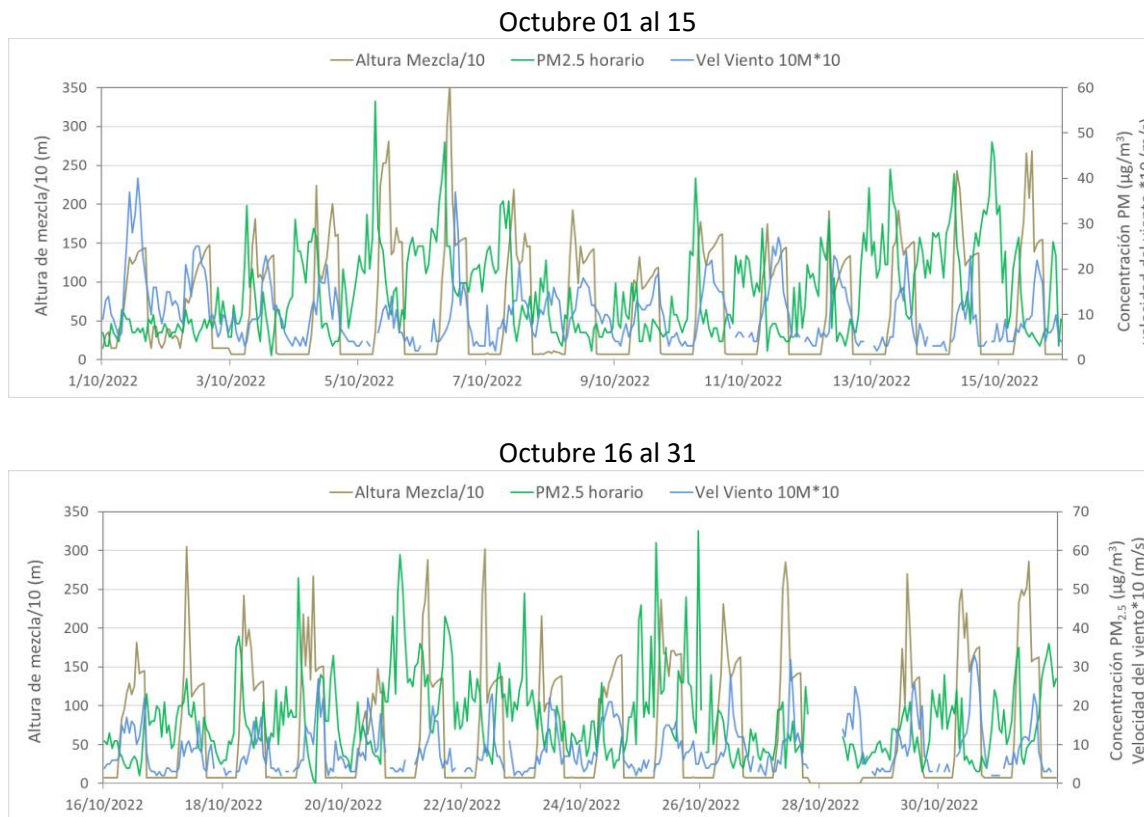 Octubre 01 al 15
Altura Mezcla/10 PM2.5 horario Vel Viento 10M*10
Altura de mezcla/10 (m)
350
300
250
200
150
100
50
0
60
50
40
30
20
10
0
Concentración PM (µg/m³)
1/10/2022 3/10/2022 5/10/2022 7/10/2022 9/10/2022 11/10/2022 13/10/2022 15/10/2022
Octubre 16 al 31
Altura Mezcla/10 PM2.5 horario Vel Viento 10M*10
Altura de mezcla/10 (m)
350
300
250
200
150
100
50
0
70
60
50
40
30
20
10
0
Concentración PM2.5 (µg/m³)
Velocidad del viento*10 (m/s)
16/10/2022 18/10/2022 20/10/2022 22/10/2022 24/10/2022 26/10/2022 28/10/2022 30/10/2022